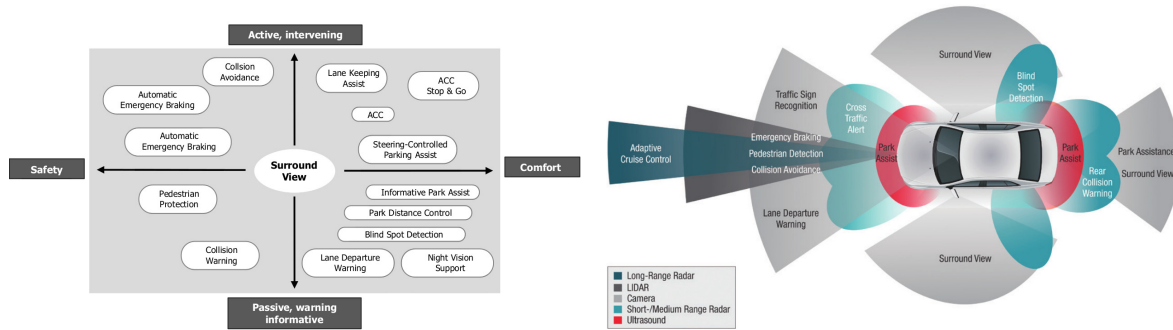 Active, intervening
Collsion
Avoidance
Lane Keeping
Assist
ACC
Stop & Go
Automatic
Emergency Braking
ACC
Automatic
Emergency Braking
Steering-Controlled
Parking Assist
Safety
Surround
View
Comfort
Pedestrian
Protection
Informative Park Assist
Park Distance Control
Blind Spot Detection
Collision
Warning
Lane Departure
Warning
Night Vision
Support
Passive, warning
informative
Surround View
Blind
Spot
Detection
Traffic Sign
Recognition
Cross
Traffic
Alert
Emergency Braking
Adaptive
Cruise Control
Pedestrian Detection
Collision Avoidance
Park
Assist
Park
Assist
Park Assistance
Surround View
Rear
Collision
Warning
Lane Departure
Warning
Surround View
Long-Range Radar
LIDAR
Camera
Short-/Medium Range Radar
Ultrasound